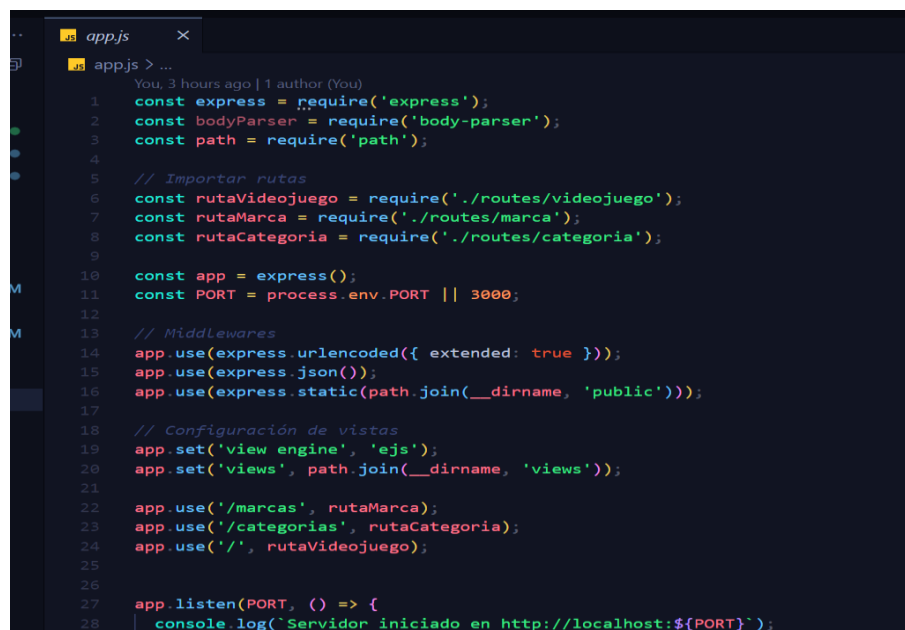 JS app.js ×
JS app.js > ...
You, 3 hours ago | 1 author (You)
1 const express = require('express');
2 const bodyParser = require('body-parser');
3 const path = require('path');
4
5 // Importar rutas
6 const rutaVideojuego = require('./routes/videojuego');
7 const rutaMarca = require('./routes/marca');
8 const rutaCategoria = require('./routes/categoria');
9
10 const app = express();
M
11 const PORT = process.env.PORT || 3000;
12
M
13 // Middlewares
14 app.use(express.urlencoded({ extended: true }));
15 app.use(express.json());
16 app.use(express.static(path.join(__dirname, 'public')));
17
18 // Configuración de vistas
19 app.set('view engine', 'ejs');
20 app.set('views', path.join(__dirname, 'views'));
21
22 app.use('/marcas', rutaMarca);
23 app.use('/categorias', rutaCategoria);
24 app.use('/', rutaVideojuego);
25
26
27 app.listen(PORT, () => {
28 console.log(`Servidor iniciado en http://localhost:${PORT}`);